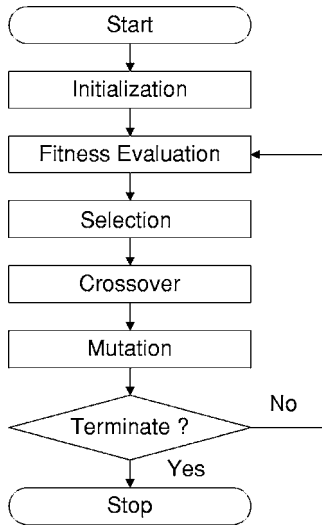 Start
Initialization
Fitness Evaluation
Selection
Crossover
Mutation
Terminate ?
No
Yes
Stop